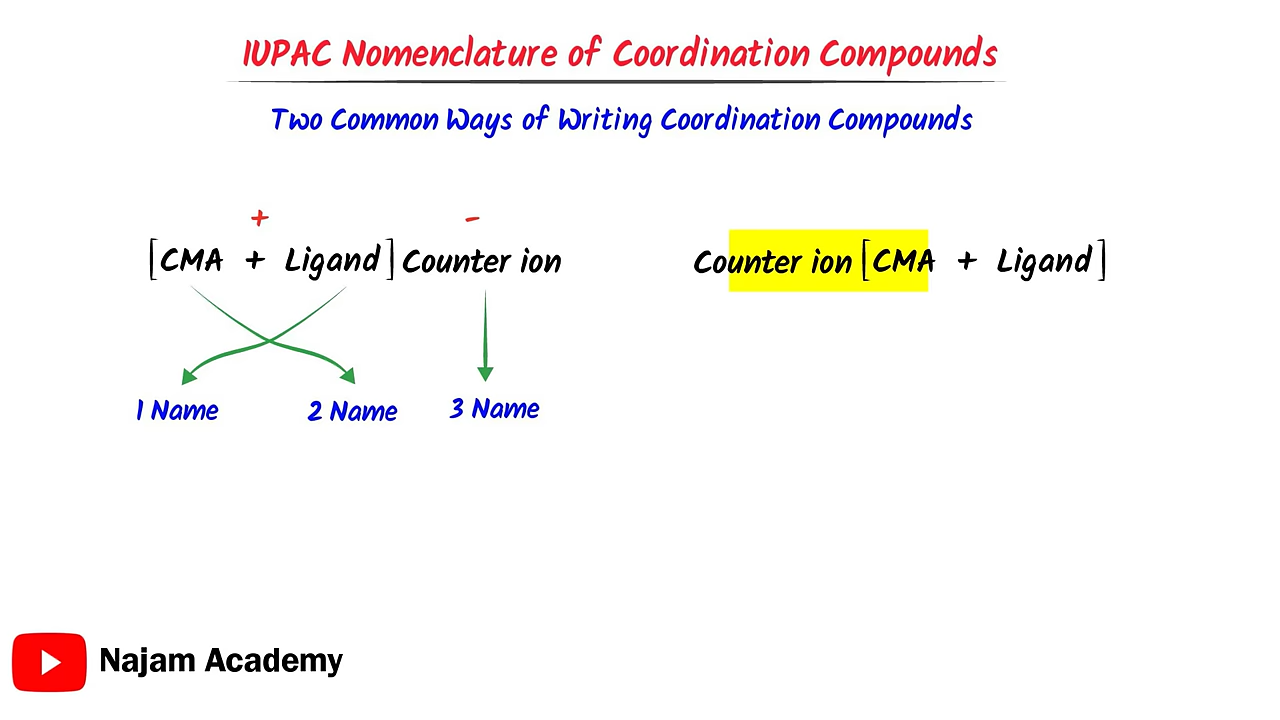 IUPAC Nomenclature of Coordination Compounds
Two Common Ways of Writing Coordination Compounds
+ -
[CMA + Ligand] Counter ion
Counter ion [CMA + Ligand]
1 Name 2 Name 3 Name
Najam Academy